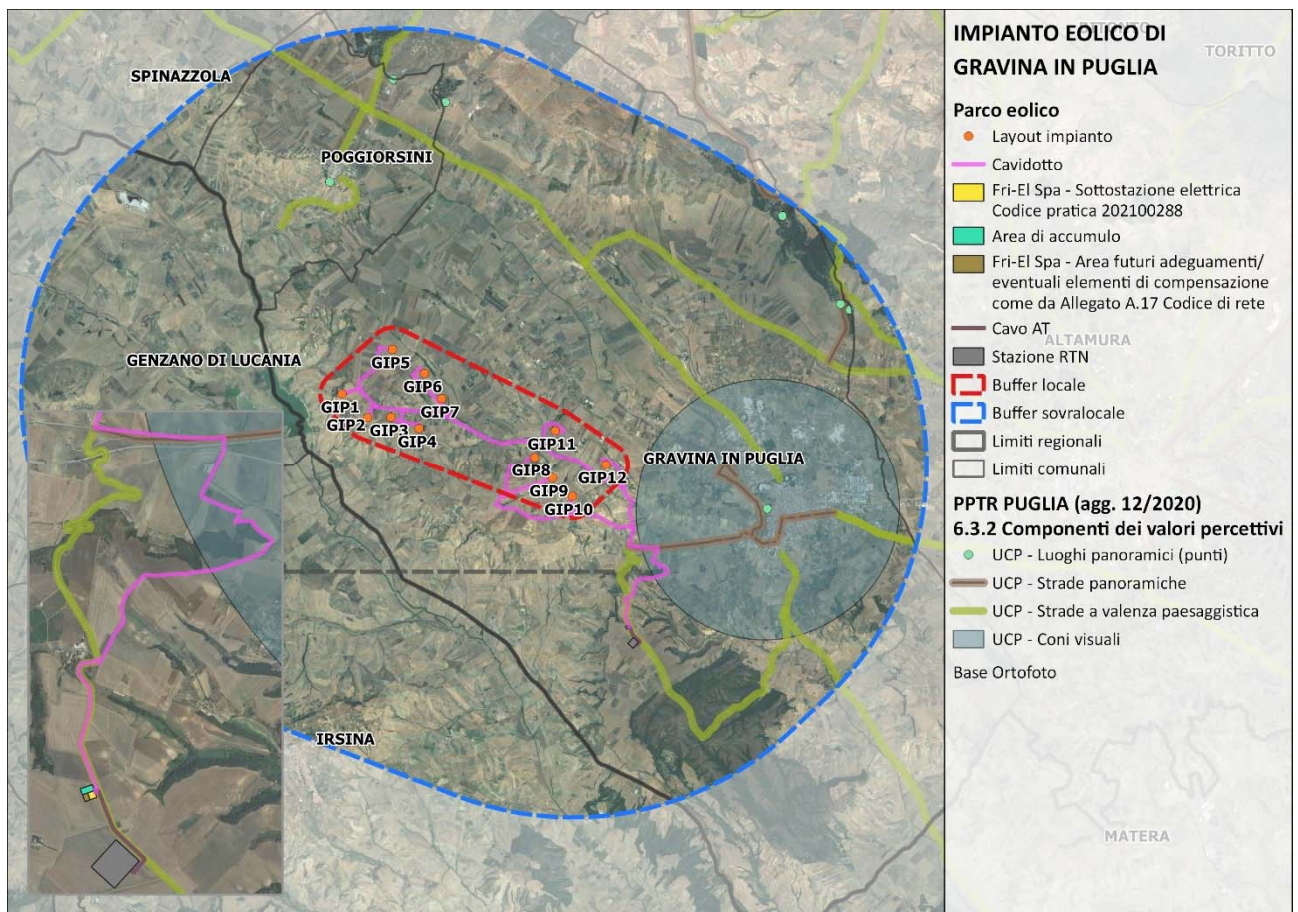 SPINAZZOLA
POGGIORSINI
GENZANO DI LUCANIA
GIP5
GIP6
GIP1
GIP7
GIP2
GIP3
GIP4
GIP11
GIP8
GIP12
GRAVINA IN PUGLIA
GIP9
GIP10
IRSINA
IMPIANTO EOLICO DI
GRAVINA IN PUGLIA
BITONTO
TORITTO
Parco eolico
Layout impianto
Cavidotto
Fri-El Spa - Sottostazione elettrica
Codice pratica 202100288
Area di accumulo
Fri-El Spa - Area futuri adeguamenti/
eventuali elementi di compensazione
come da Allegato A.17 Codice di rete
Cavo AT
ALTAMURA
Stazione RTN
Buffer locale
Buffer sovralocale
Limiti regionali
Limiti comunali
PPTR PUGLIA (agg. 12/2020)
6.3.2 Componenti dei valori percettivi
UCP - Luoghi panoramici (punti)
UCP - Strade panoramiche
UCP - Strade a valenza paesaggistica
UCP - Coni visuali
Base Ortofoto
MATERA